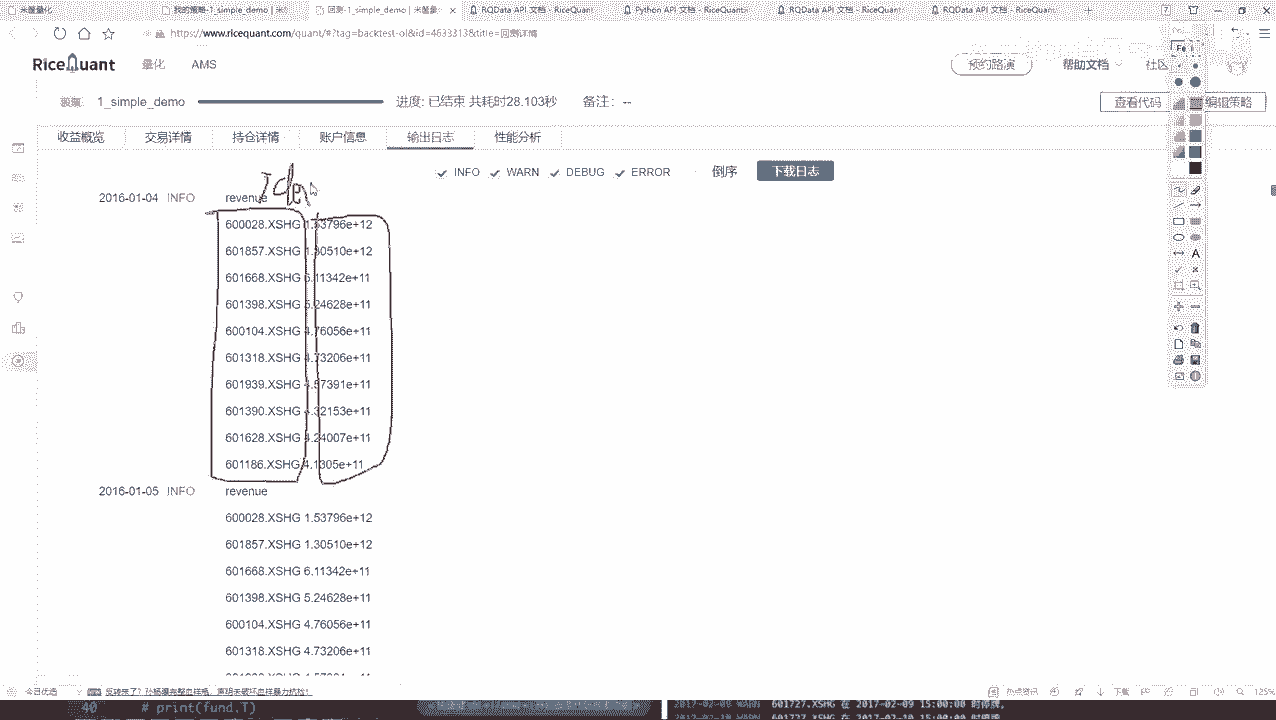 米筐量化
我的策略-1_simple_demo | 米
回测-1_simple_demo | 米筐量
RQData API 文档 - RiceQuan
Python API 文档 - RiceQuant
RQData API 文档 - RiceQuan
RQData API 文档 - RiceQuan
https://www.ricequant.com/quant/#?tag=backtest-ol&id=4633313&title=回测详情
RiceQuant 量化 AMS 预约路演 帮助文档 社区
1_simple_demo 进度: 已结束 共耗时28.103秒 备注: -- 查看代码 编辑策略
收益概览 交易详情 持仓详情 账户信息 输出日志 性能分析
INFO WARN DEBUG ERROR 倒序 下载日志
2016-01-04 INFO revenue
600028.XSHG 1.53796e+12
601857.XSHG 1.30510e+12
601668.XSHG 6.11342e+11
601398.XSHG 5.24628e+11
600104.XSHG 4.76056e+11
601318.XSHG 4.73206e+11
601939.XSHG 4.57391e+11
601390.XSHG 4.32153e+11
601628.XSHG 4.24007e+11
601186.XSHG 4.1305e+11
2016-01-05 INFO revenue
600028.XSHG 1.53796e+12
601857.XSHG 1.30510e+12
601668.XSHG 6.11342e+11
601398.XSHG 5.24628e+11
600104.XSHG 4.76056e+11
601318.XSHG 4.73206e+11
今日优选 热点资讯 下载 125%
40 # print(fund.T)
2017-02-09 WARN 601727.XSHG 在 2017-02-09 15:00:00 时停牌。